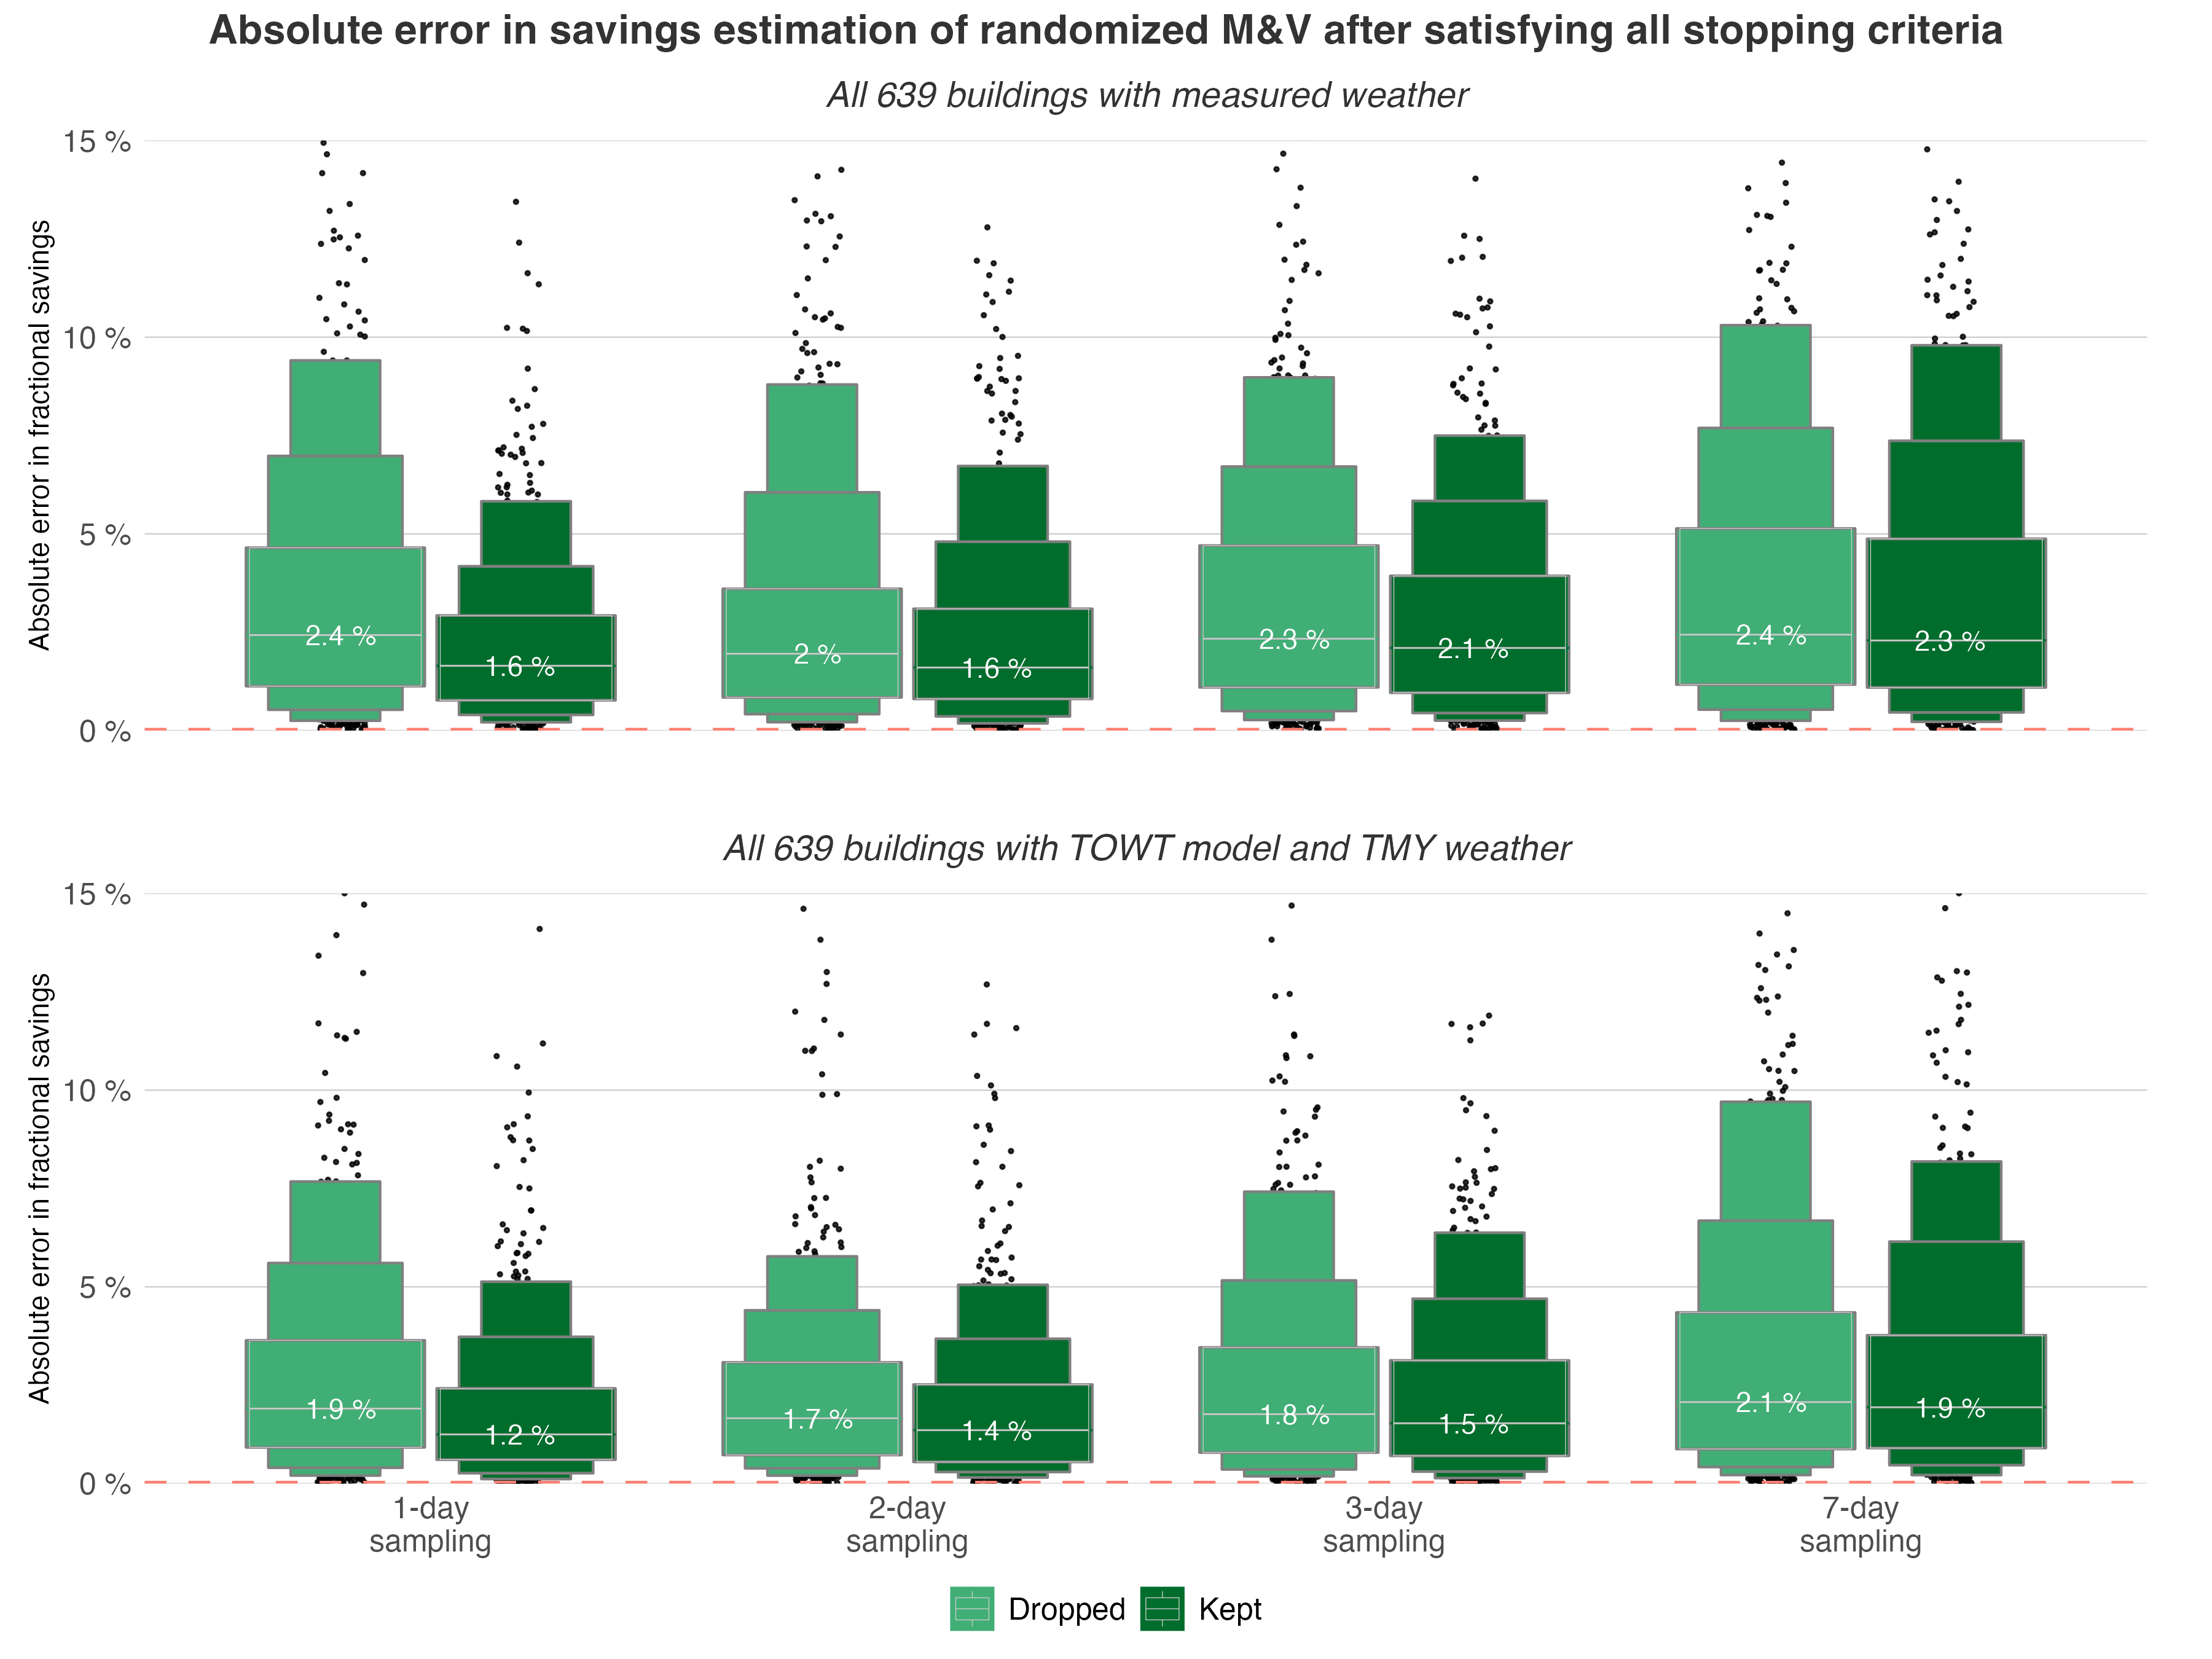 Absolute error in savings estimation of randomized M&V after satisfying all stopping criteria
All 639 buildings with measured weather
Absolute error in fractional savings
15 %
10 %
5 %
0 %
2.4 %
1.6 %
2 %
1.6 %
2.3 %
2.1 %
2.4 %
2.3 %
All 639 buildings with TOWT model and TMY weather
Absolute error in fractional savings
15 %
10 %
5 %
0 %
1.9 %
1.2 %
1.7 %
1.4 %
1.8 %
1.5 %
2.1 %
1.9 %
1-day
sampling
2-day
sampling
3-day
sampling
7-day
sampling
Dropped
Kept